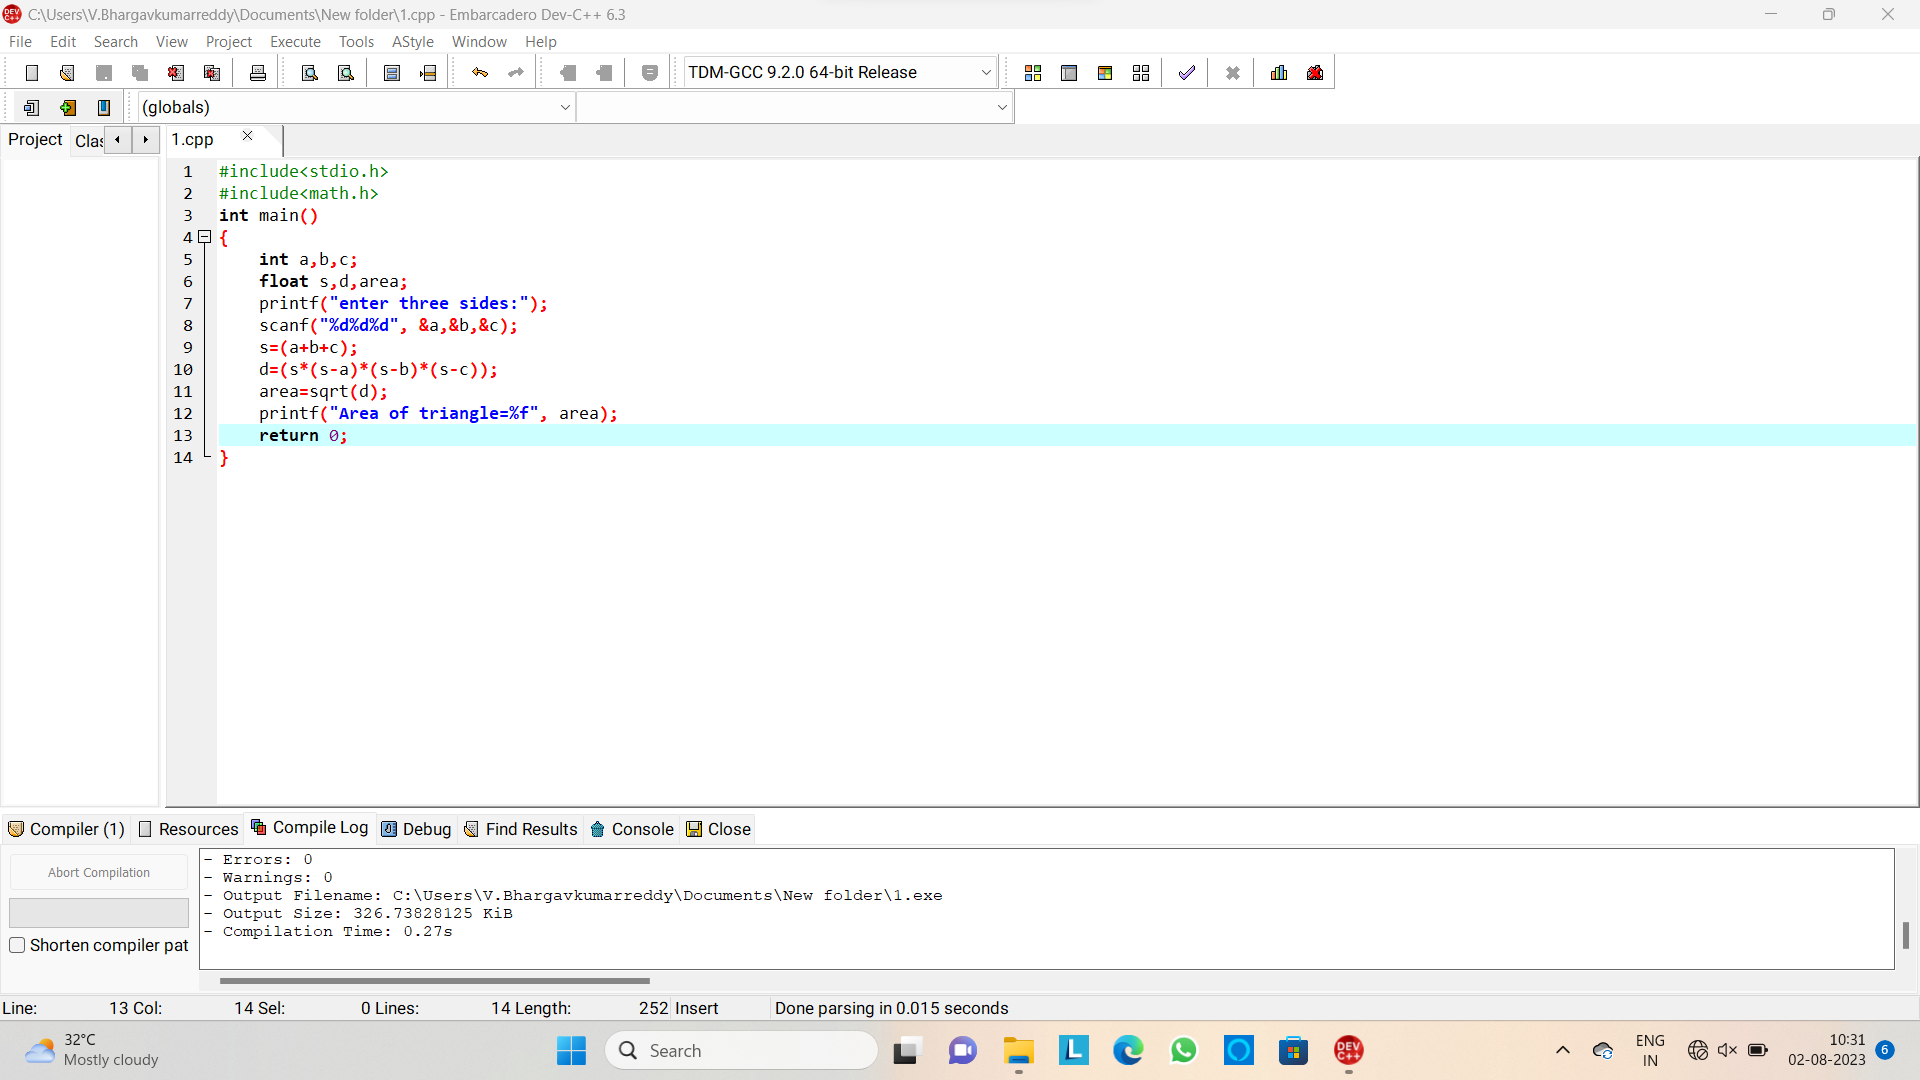 C:\Users\V.Bhargavkumarreddy\Documents\New folder\1.cpp - Embarcadero Dev-C++ 6.3
File Edit Search View Project Execute Tools AStyle Window Help
TDM-GCC 9.2.0 64-bit Release
(globals)
Project Clas 1.cpp
1 #include<stdio.h>
2 #include<math.h>
3 int main()
4 {
5 int a,b,c;
6 float s,d,area;
7 printf("enter three sides:");
8 scanf("%d%d%d", &a,&b,&c);
9 s=(a+b+c);
10 d=(s*(s-a)*(s-b)*(s-c));
11 area=sqrt(d);
12 printf("Area of triangle=%f", area);
13 return 0;
14 }
Compiler (1) Resources Compile Log Debug Find Results Console Close
Abort Compilation
Shorten compiler pat
- Errors: 0
- Warnings: 0
- Output Filename: C:\Users\V.Bhargavkumarreddy\Documents\New folder\1.exe
- Output Size: 326.73828125 KiB
- Compilation Time: 0.27s
Line: 13 Col: 14 Sel: 0 Lines: 14 Length: 252 Insert Done parsing in 0.015 seconds
32°C
Mostly cloudy
Search
L
DEV C++
ENG
IN
10:31
02-08-2023
6